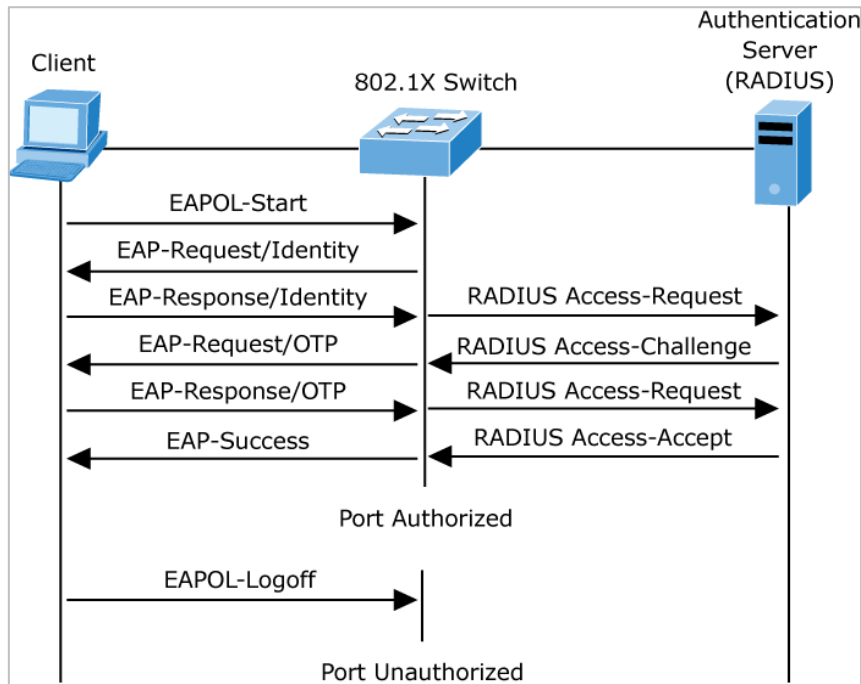 Authentication
Server
(RADIUS)
Client
802.1X Switch
EAPOL-Start
EAP-Request/Identity
EAP-Response/Identity
RADIUS Access-Request
EAP-Request/OTP
RADIUS Access-Challenge
EAP-Response/OTP
RADIUS Access-Request
EAP-Success
RADIUS Access-Accept
Port Authorized
EAPOL-Logoff
Port Unauthorized